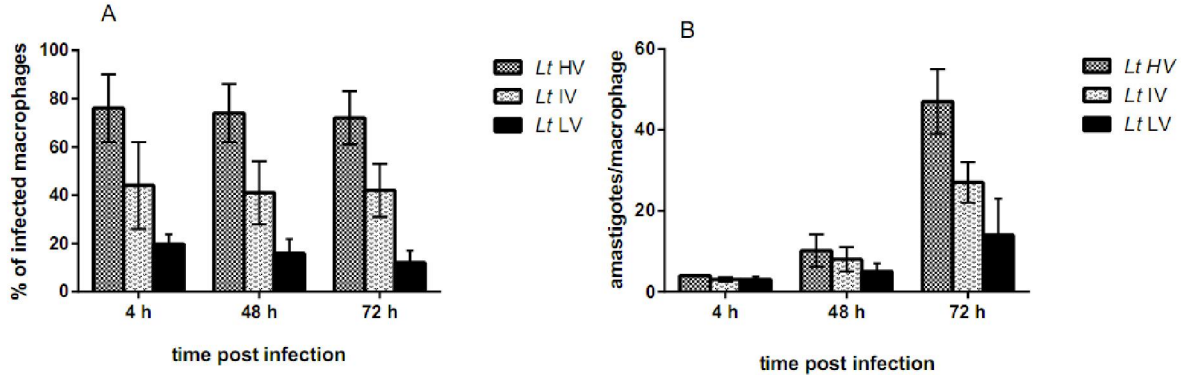 A
% of infected macrophages
100
80
60
40
20
0
4 h
48 h
72 h
time post infection
Lt HV
Lt IV
Lt LV
B
amastigotes/macrophage
60
40
20
0
4 h
48 h
72 h
time post infection
Lt HV
Lt IV
Lt LV